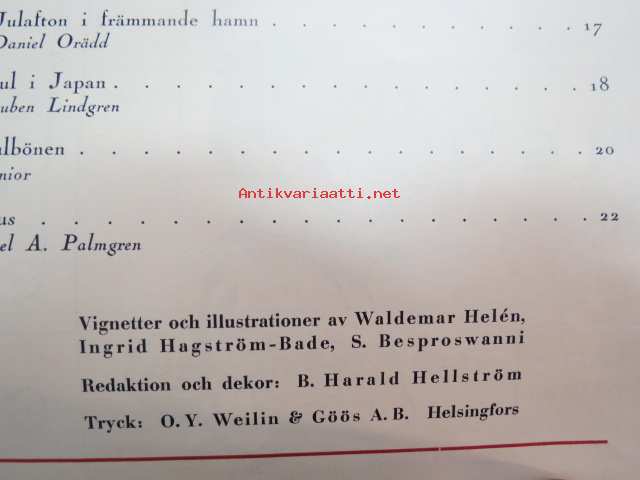 Julafton i främmande hamn . . . . . . . . . . . 17
Daniel Orädd
ul i Japan . . . . . . . . . . . . . . . . 18
uben Lindgren
lbönen . . . . . . . . . . . . . . . . . 20
nior
Antikvariaatti.net
us . . . . . . . . . . . . . . . . . . . 22
el A. Palmgren
Vignetter och illustrationer av Waldemar Helén,
Ingrid Hagström-Bade, S. Besproswanni
Redaktion och dekor: B. Harald Hellström
Tryck: O. Y. Weilin & Göös A. B. Helsingfors